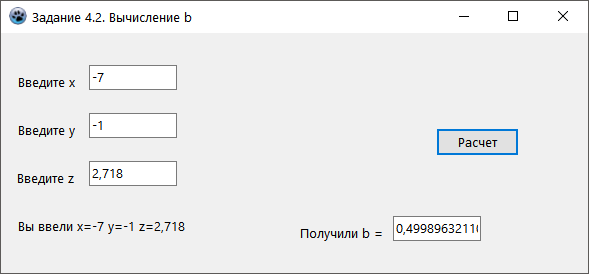 Задание 4.2. Вычисление b
Введите x
-7
Введите y
-1
Расчет
Введите z
2,718
Вы ввели x=-7 y=-1 z=2,718
Получили b =
0,4998963211